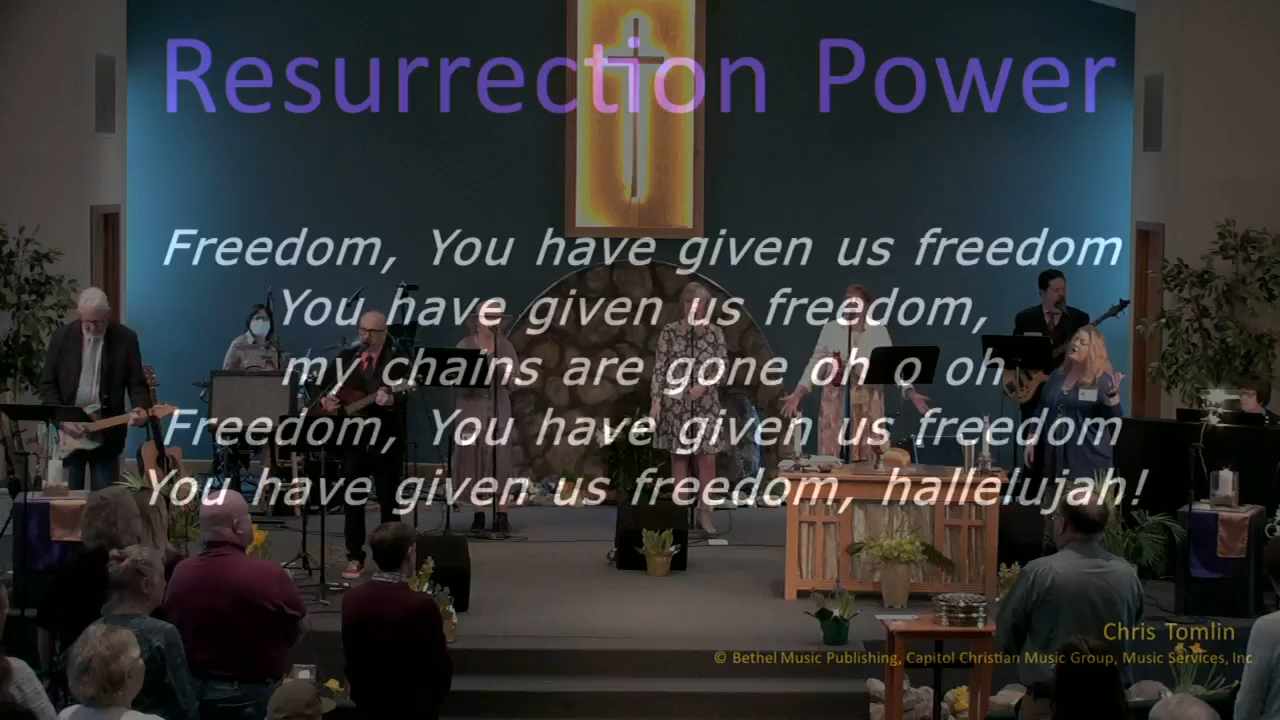 Resurrection Power
Freedom, You have given us freedom
You have given us freedom,
my chains are gone oh o oh
Freedom, You have given us freedom
You have given us freedom, hallelujah!
Chris Tomlin
© Bethel Music Publishing, Capitol Christian Music Group, Music Services, Inc